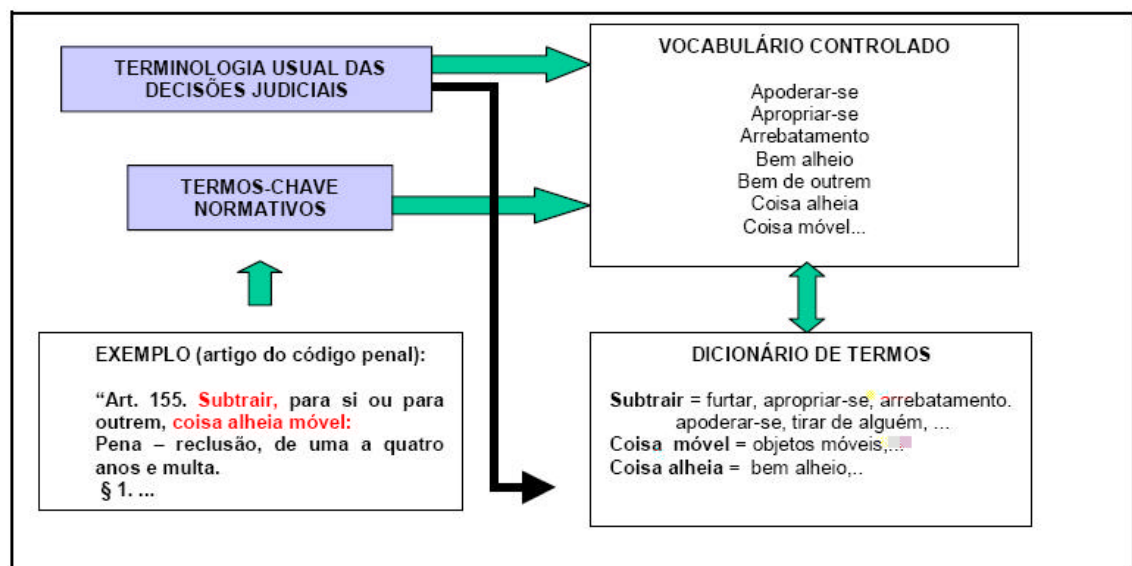 TERMINOLOGIA USUAL DAS
DECISÕES JUDICIAIS
TERMOS-CHAVE
NORMATIVOS
EXEMPLO (artigo do código penal):
“Art. 155. Subtrair, para si ou para
outrem, coisa alheia móvel:
Pena – reclusão, de uma a quatro
anos e multa.
§ 1. ...
VOCABULÁRIO CONTROLADO
Apoderar-se
Apropriar-se
Arrebatamento
Bem alheio
Bem de outrem
Coisa alheia
Coisa móvel...
DICIONÁRIO DE TERMOS
Subtrair = furtar, apropriar-se, arrebatamento.
apoderar-se, tirar de alguém, ...
Coisa móvel = objetos móveis,...
Coisa alheia = bem alheio,..